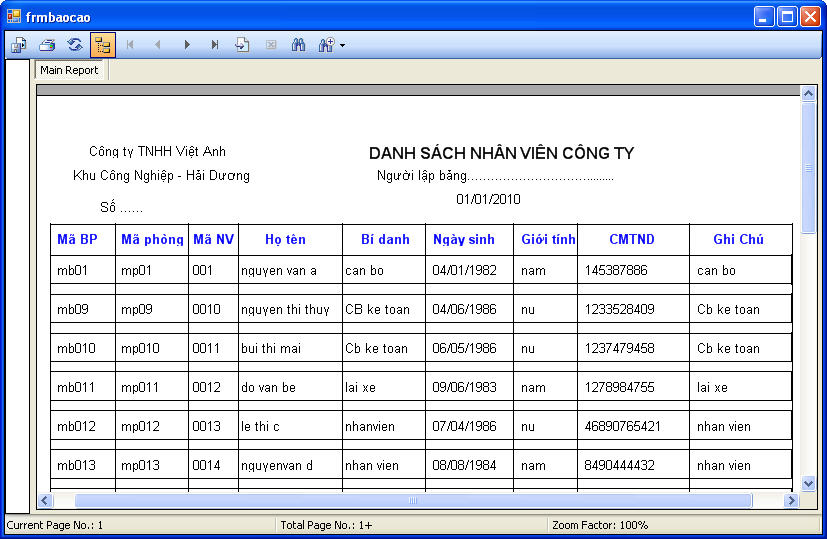 frmbaocao
Main Report
Công ty TNHH Việt Anh
DANH SÁCH NHÂN VIÊN CÔNG TY
Khu Công Nghiệp - Hải Dương
Người lập bảng....................................
Số ......
01/01/2010
Mã BP Mã phòng Mã NV Họ tên Bí danh Ngày sinh Giới tính CMTND Ghi Chú
mb01 mp01 001 nguyen van a can bo 04/01/1982 nam 145387886 can bo
mb09 mp09 0010 nguyen thi thuy CB ke toan 04/06/1986 nu 1233528409 Cb ke toan
mb010 mp010 0011 bui thi mai Cb ke toan 06/05/1986 nu 1237479458 Cb ke toan
mb011 mp011 0012 do van be lai xe 09/06/1983 nam 1278984755 lai xe
mb012 mp012 0013 le thi c nhanvien 07/04/1986 nu 46890765421 nhan vien
mb013 mp013 0014 nguyenvan d nhan vien 08/08/1984 nam 8490444432 nhan vien
Current Page No.: 1 Total Page No.: 1+ Zoom Factor: 100%